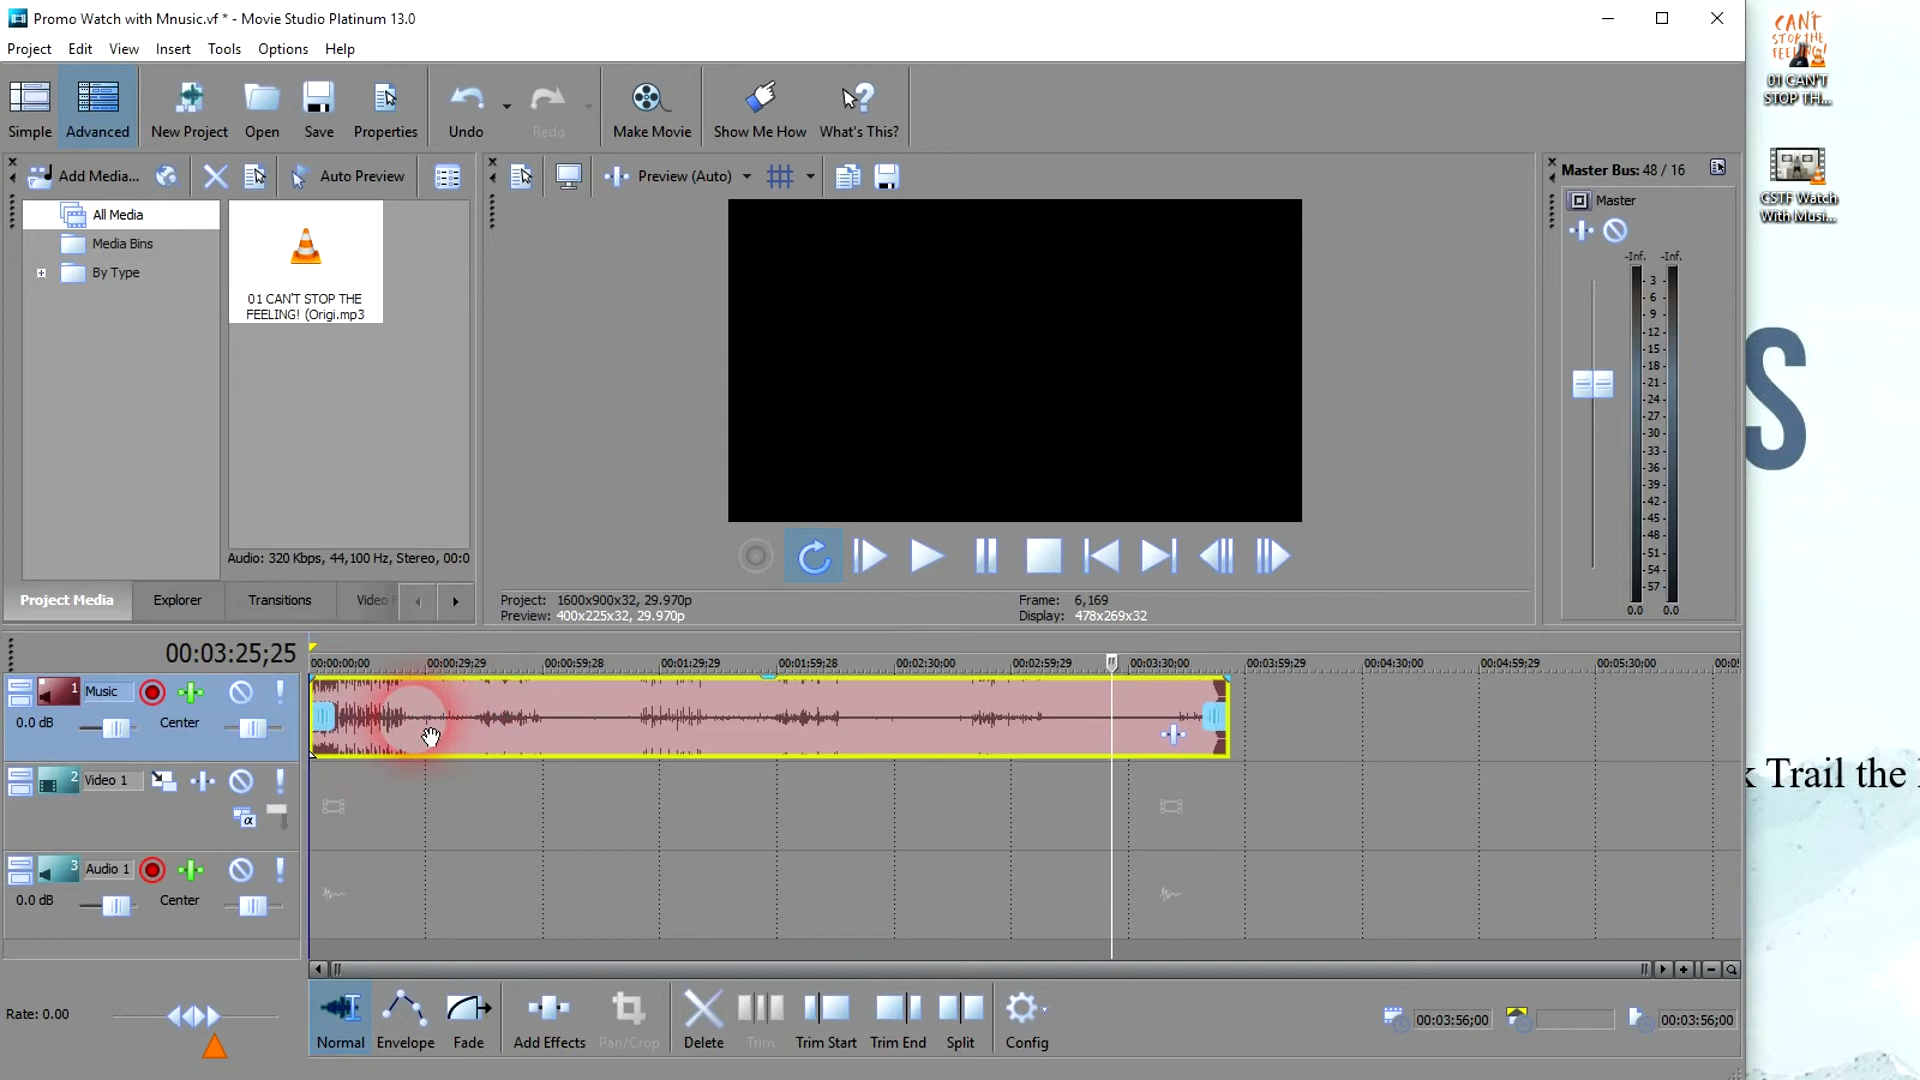 Promo Watch with Mnusic.vf * - Movie Studio Platinum 13.0
Project Edit View Insert Tools Options Help
Simple Advanced New Project Open Save Properties Undo Redo Make Movie Show Me How What's This?
CAN'T STOP THE FEELING!
01 CAN'T
STOP TH...
CSTF Watch
With Musi...
Add Media... Auto Preview
Preview (Auto)
Master Bus: 48 / 16
Master
All Media
Media Bins
By Type
01 CAN'T STOP THE
FEELING! (Origi.mp3
Audio: 320 Kbps, 44,100 Hz, Stereo, 00:0
-Inf. -Inf.
3
6
9
12
15
18
21
24
27
30
33
36
39
42
45
48
51
54
57
0.0 0.0
S
Project Media Explorer Transitions Video
Project: 1600x900x32, 29.970p
Preview: 400x225x32, 29.970p
Frame: 6,169
Display: 478x269x32
00:03:25;25
00:00:00;00 00:00:29;29 00:00:59;28 00:01:29;29 00:01:59;28 00:02:30;00 00:02:59;29 00:03:30;00 00:03:59;29 00:04:30;00 00:04:59;29 00:05:30;00 00:0
1 Music
0.0 dB Center
2 Video 1
α
3 Audio 1
0.0 dB Center
k Trail the
Rate: 0.00
Normal Envelope Fade Add Effects Pan/Crop Delete Trim Trim Start Trim End Split Config
00:03:56;00 00:03:56;00